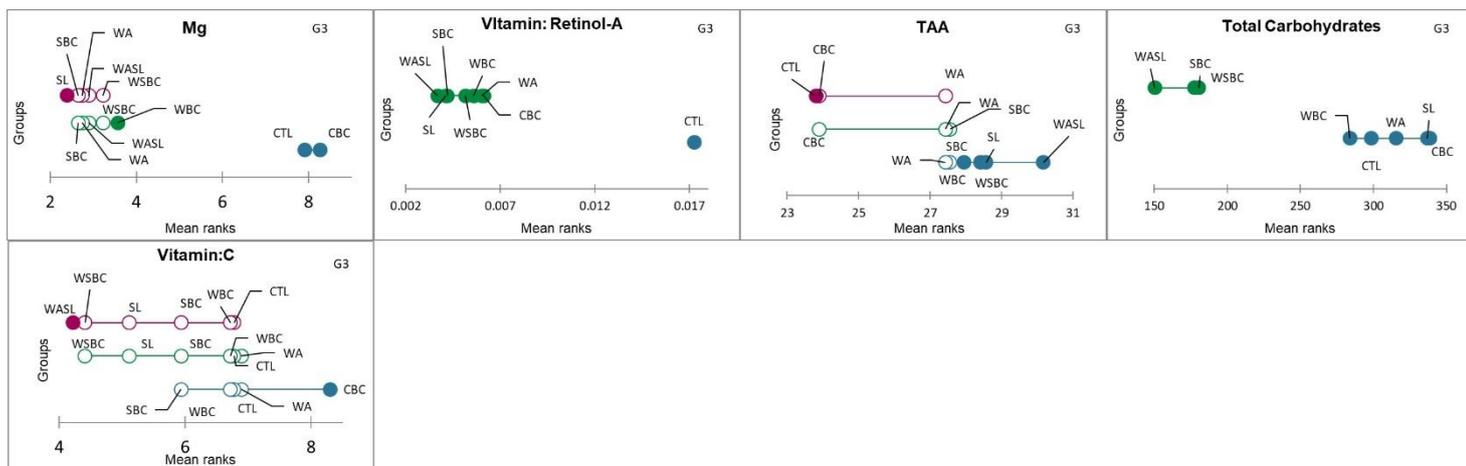 Mg
G3
WA
SBC
WASL
SL
WSBC
WSBC
WBC
WASL
SBC
WA
CTL
CBC
Groups
2 4 6 8
Mean ranks
VItamin: Retinol-A
G3
SBC
WASL
WBC
WA
CBC
SL
WSBC
CTL
Groups
0.002 0.007 0.012 0.017
Mean ranks
TAA
G3
CBC
CTL
WA
WA
SBC
CBC
SBC
SL
WASL
WA
WBC
WSBC
Groups
23 25 27 29 31
Mean ranks
Total Carbohydrates
G3
WASL
SBC
WSBC
WBC
WA
SL
CTL
CBC
Groups
150 200 250 300 350
Mean ranks
Vitamin:C
G3
WSBC
WASL
SL
SBC
WBC
CTL
WSBC
SL
SBC
WBC
WA
CTL
CBC
SBC
WBC
CTL
WA
Groups
4 6 8
Mean ranks